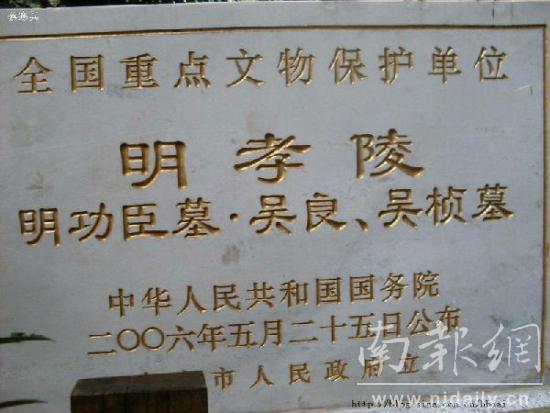 全国重点文物保护单位
明孝陵
明功臣墓·吴良、吴桢墓
中华人民共和国国务院
二〇〇六年五月二十五日公布
市人民政府立
南報網
www.njdaily.cn